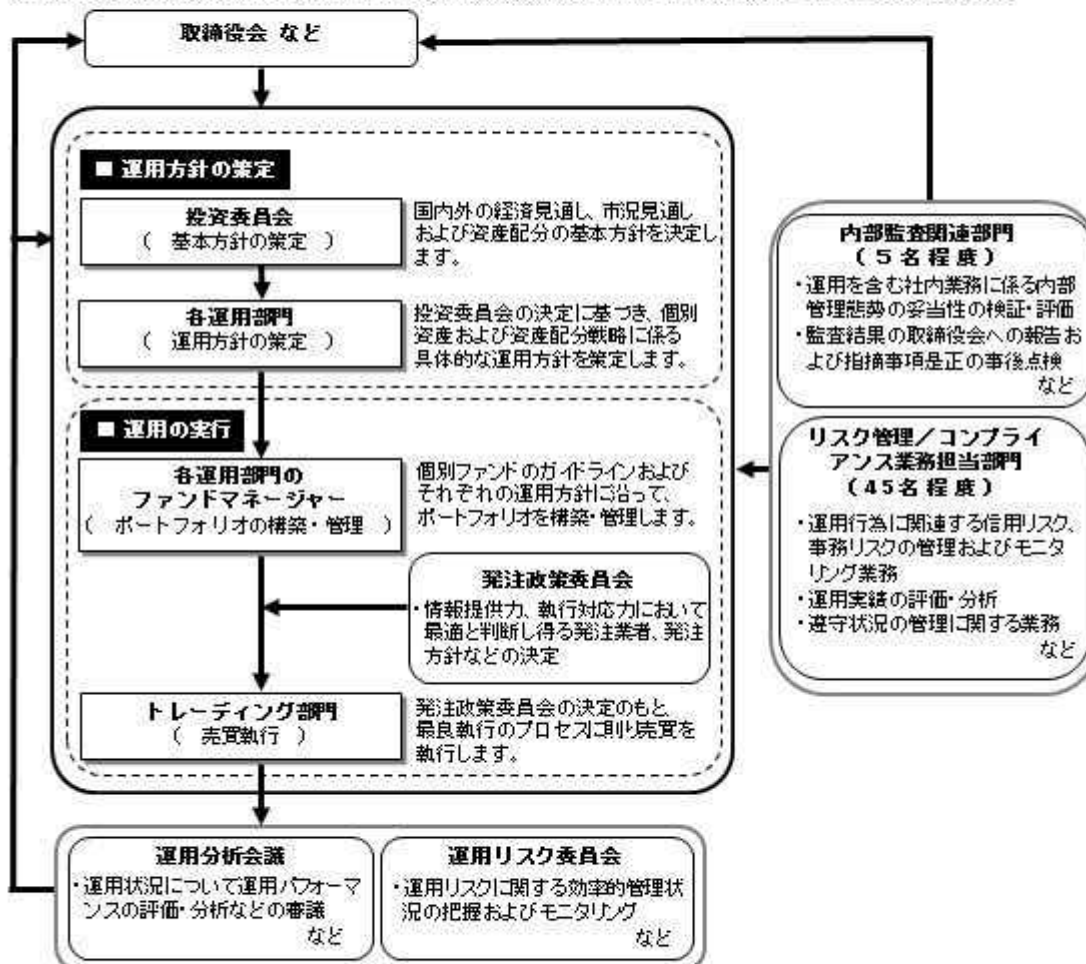 取締役会 など
■ 運用方針の策定
投資委員会
（ 基本方針の策定 ）
国内外の経済見通し、市況見通し
および資産配分の基本方針を決定し
ます。
各運用部門
（ 運用方針の策定 ）
投資委員会の決定に基づき、個別
資産および資産配分戦略に係る
具体的な運用方針を策定します。
■ 運用の実行
各運用部門の
ファンドマネージャー
（ ポートフォリオの構築・管理 ）
個別ファンドのガイドラインおよび
それぞれの運用方針に沿って、
ポートフォリオを構築・管理します。
発注政策委員会
・情報提供力、執行対応力において
最適と判断し得る発注業者、発注
方針などの決定
トレーディング部門
（ 売買執行 ）
発注政策委員会の決定のもと、
最良執行のプロセスに則り売買を
執行します。
運用分析会議
・運用状況について運用パフォーマ
ンスの評価・分析などの審議
など
運用リスク委員会
・運用リスクに関する効率的管理状
況の把握およびモニタリング
など
内部監査関連部門
（５名程度）
・運用を含む社内業務に係る内部
管理態勢の妥当性の検証・評価
・監査結果の取締役会への報告お
よび指摘事項是正の事後点検
など
リスク管理／コンプライ
アンス業務担当部門
（45名程度）
・運用行為に関連する信用リスク、
事務リスクの管理およびモニタ
リング業務
・運用実績の評価・分析
・遵守状況の管理に関する業務
など